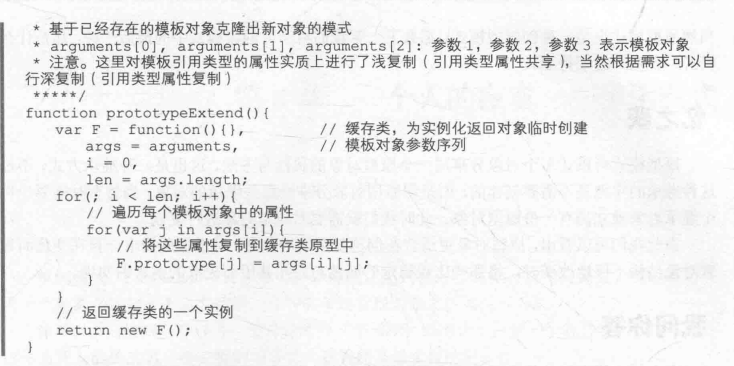 * 基于已经存在的模板对象克隆出新对象的模式
* arguments[0], arguments[1], arguments[2]: 参数1，参数2，参数3 表示模板对象
* 注意。这里对模板引用类型的属性实质上进行了浅复制（引用类型属性共享），当然根据需求可以自
行深复制（引用类型属性复制）
*****/
function prototypeExtend(){
var F = function(){}, // 缓存类，为实例化返回对象临时创建
args = arguments, // 模板对象参数序列
i = 0,
len = args.length;
for(; i < len; i++){
// 遍历每个模板对象中的属性
for(var j in args[i]){
// 将这些属性复制到缓存类原型中
F.prototype[j] = args[i][j];
}
}
// 返回缓存类的一个实例
return new F();
}